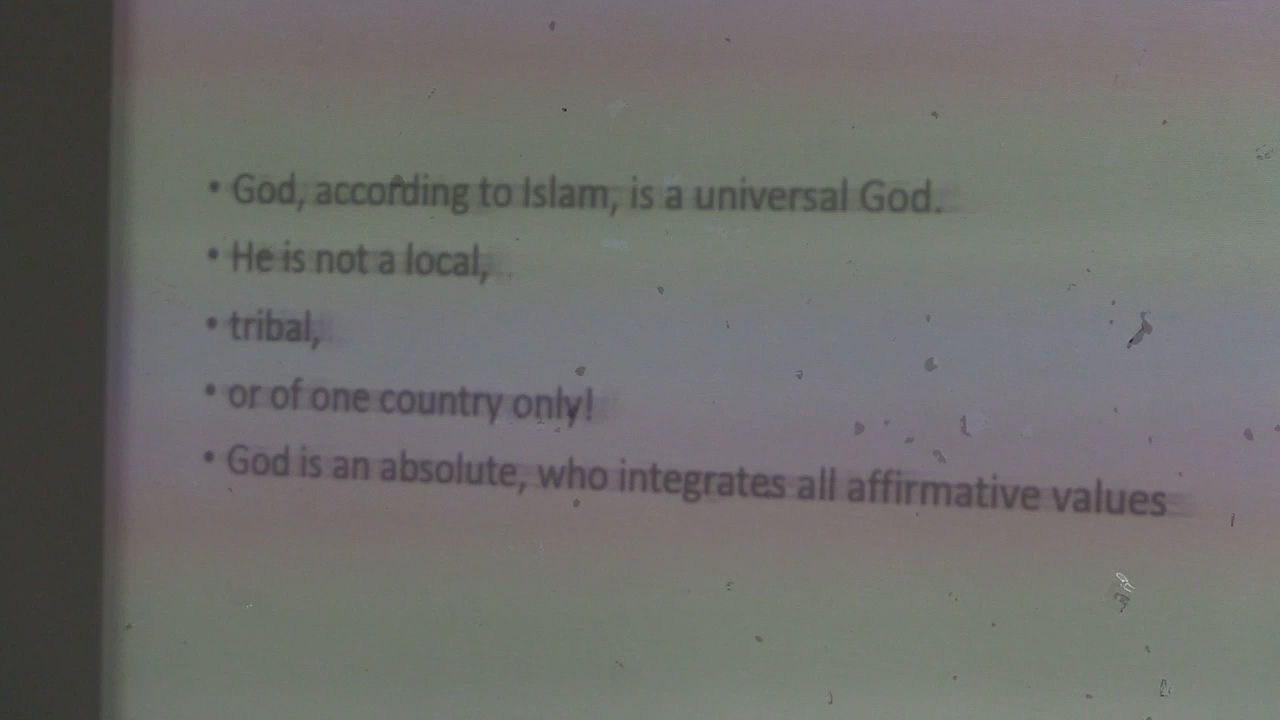 • God, according to Islam, is a universal God.
• He is not a local,
• tribal,
• or of one country only!
• God is an absolute, who integrates all affirmative values